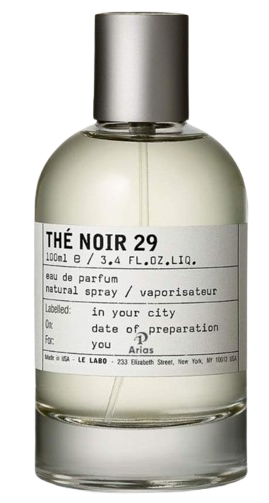 THÉ NOIR 29
100ml ℮ / 3.4 FL.OZ.LIQ.
eau de parfum
natural spray / vaporisateur
Labelled: in your city
On: date of preparation
For: you
Arias
Made in USA - LE LABO - 233 Elizabeth Street, New York, NY 10012 USA